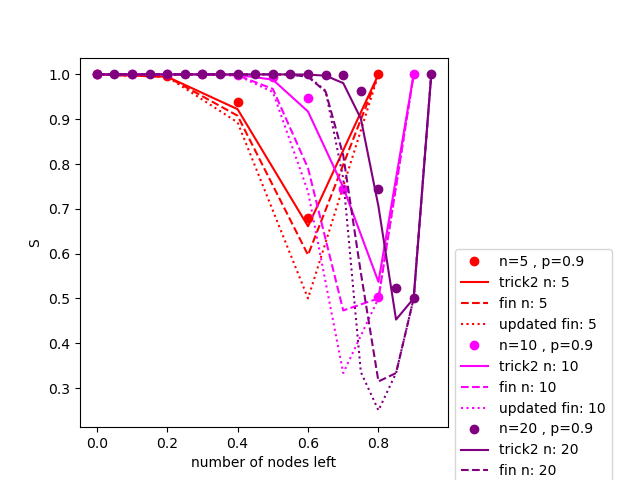 1.0
0.9
0.8
0.7
0.6
0.5
0.4
0.3
S
0.0 0.2 0.4 0.6 0.8
number of nodes left
n=5 , p=0.9
trick2 n: 5
fin n: 5
updated fin: 5
n=10 , p=0.9
trick2 n: 10
fin n: 10
updated fin: 10
n=20 , p=0.9
trick2 n: 20
fin n: 20